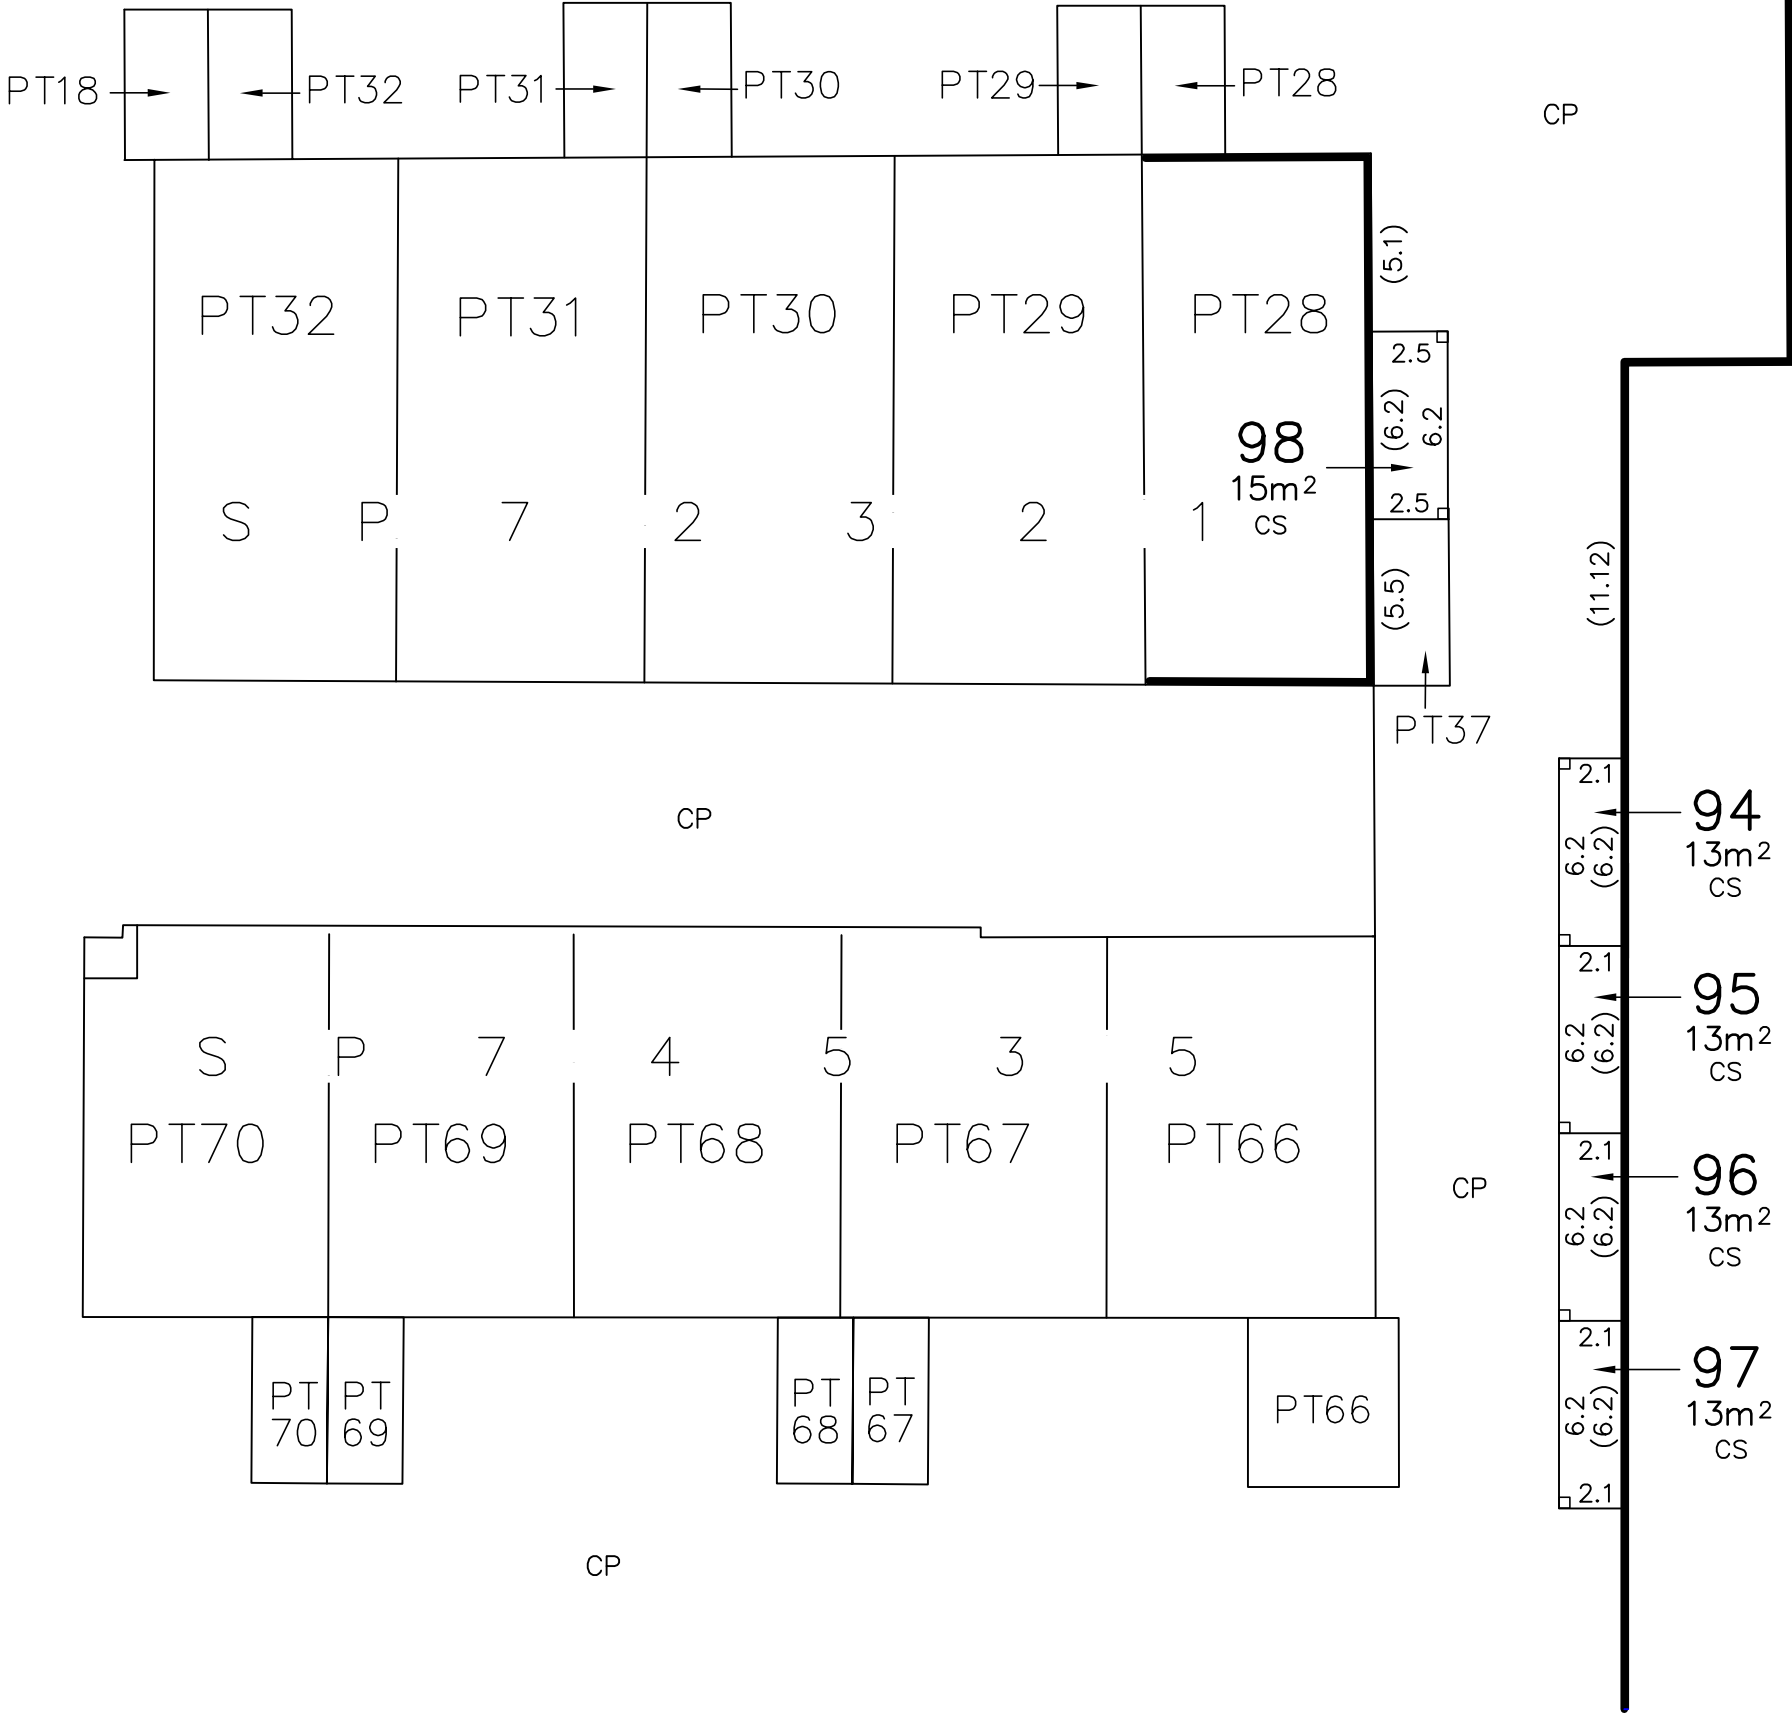 PT18
PT32
PT31
PT30
PT29
PT28
CP
(5.1)
PT32
PT31
PT30
PT29
PT28
2.5
(6.2)
6.2
98
15m²
CS
2.5
S P 7 2 3 2 1
(5.5)
(11.12)
PT37
CP
2.1
94
13m²
CS
6.2
(6.2)
2.1
95
13m²
CS
6.2
(6.2)
S P 7 4 5 3 5
PT70
PT69
PT68
PT67
PT66
CP
2.1
96
13m²
CS
6.2
(6.2)
2.1
97
13m²
CS
6.2
(6.2)
2.1
PT
70
PT
69
PT
68
PT
67
PT66
CP